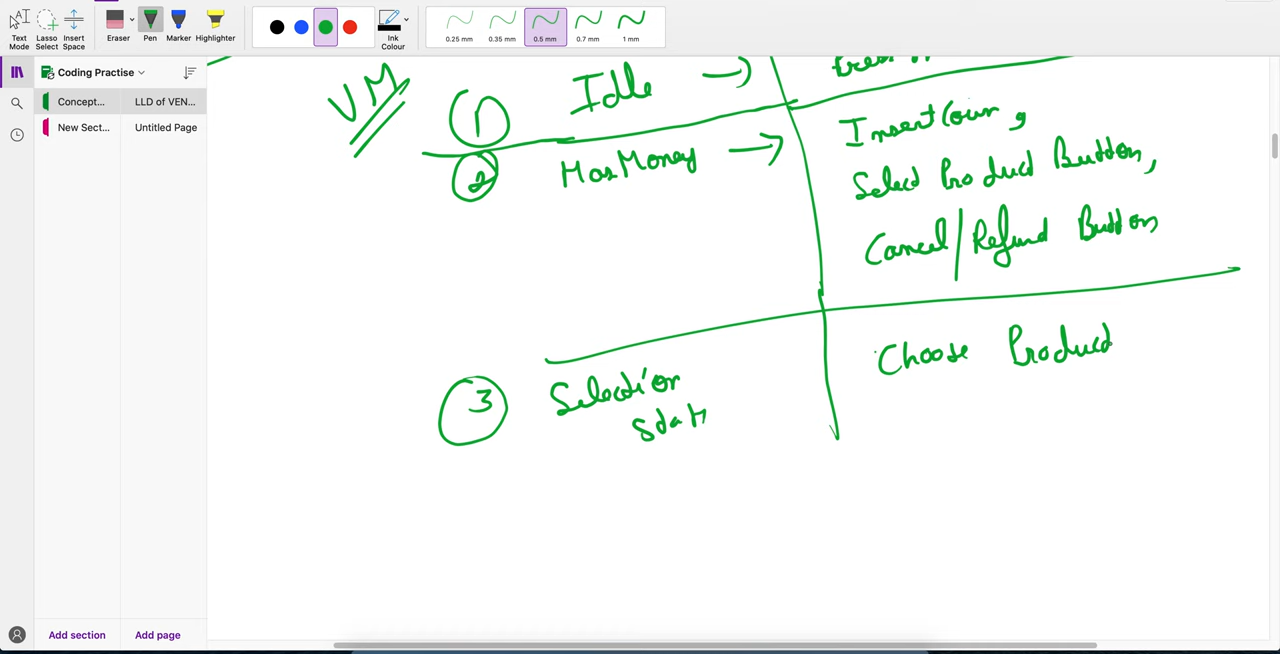 Text Mode
Lasso Select
Insert Space
Eraser
Pen
Marker
Highlighter
Ink Colour
0.25 mm
0.35 mm
0.5 mm
0.7 mm
1 mm
Coding Practise
Concept... LLD of VEN...
New Sect... Untitled Page
VM
1 Idle →
2 HasMoney →
Insert Coin,
Select Product Button,
Cancel/Refund Button
3 Selection
State
Choose Product
Add section Add page